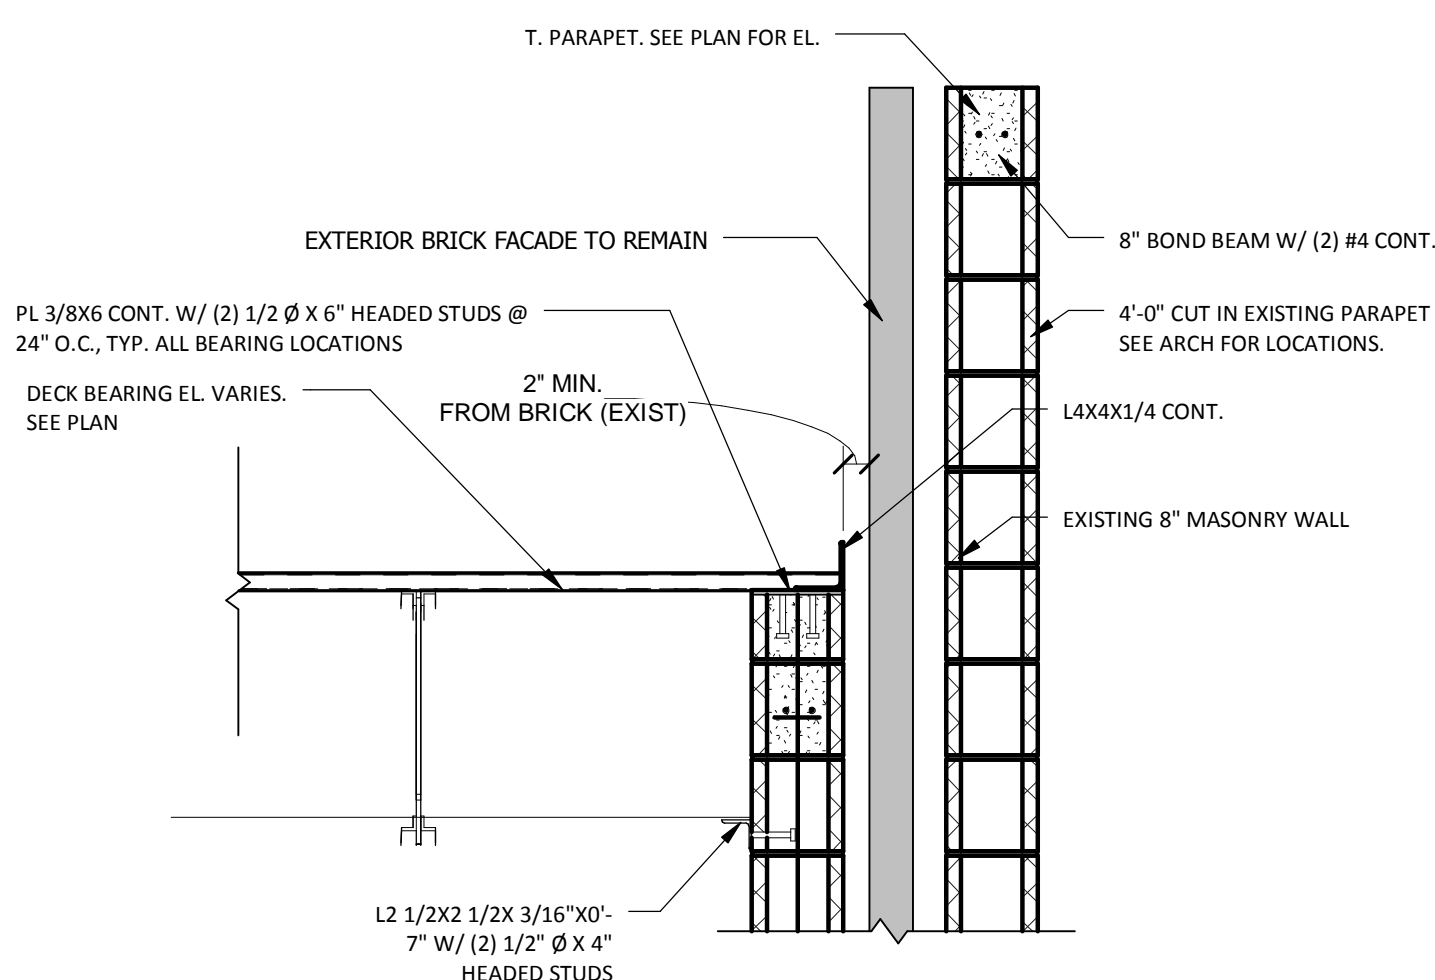 T. PARAPET. SEE PLAN FOR EL.
EXTERIOR BRICK FACADE TO REMAIN
8" BOND BEAM W/ (2) #4 CONT.
PL 3/8X6 CONT. W/ (2) 1/2 Ø X 6" HEADED STUDS @
24" O.C., TYP. ALL BEARING LOCATIONS
4'-0" CUT IN EXISTING PARAPET
SEE ARCH FOR LOCATIONS.
DECK BEARING EL. VARIES.
SEE PLAN
2" MIN.
FROM BRICK (EXIST)
L4X4X1/4 CONT.
EXISTING 8" MASONRY WALL
L2 1/2X2 1/2X 3/16"X0'-
7" W/ (2) 1/2" Ø X 4"
HEADED STUDS